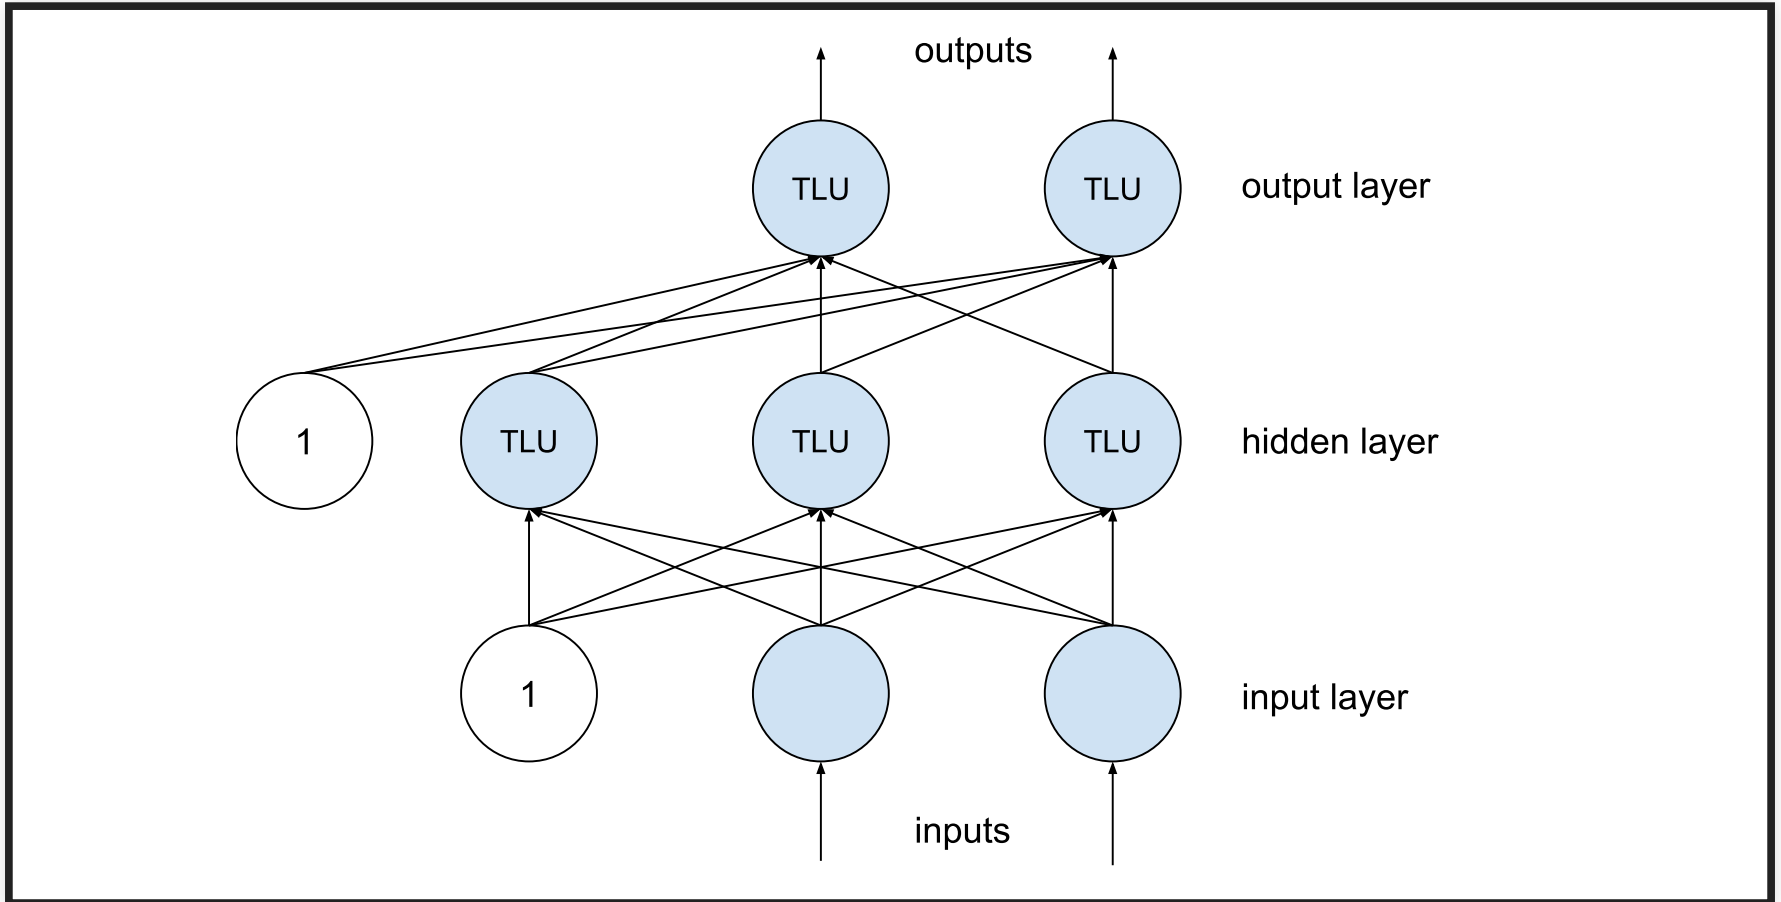 outputs
TLU TLU output layer
1 TLU TLU TLU hidden layer
1 input layer
inputs